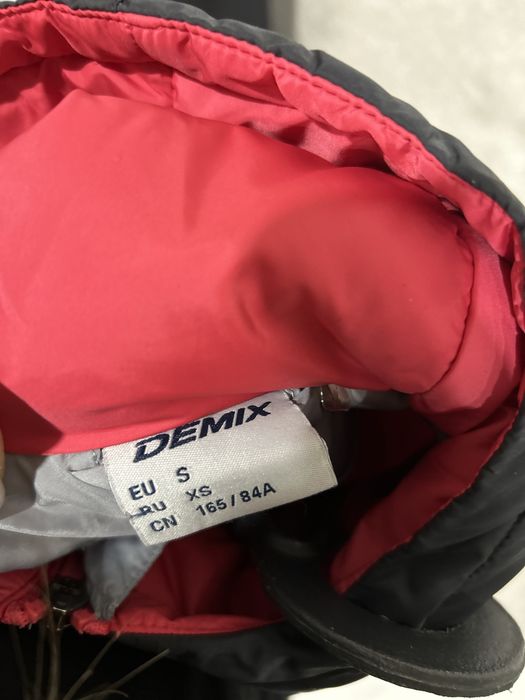 DEMIX
EU S
RU XS
CN 165 / 84A